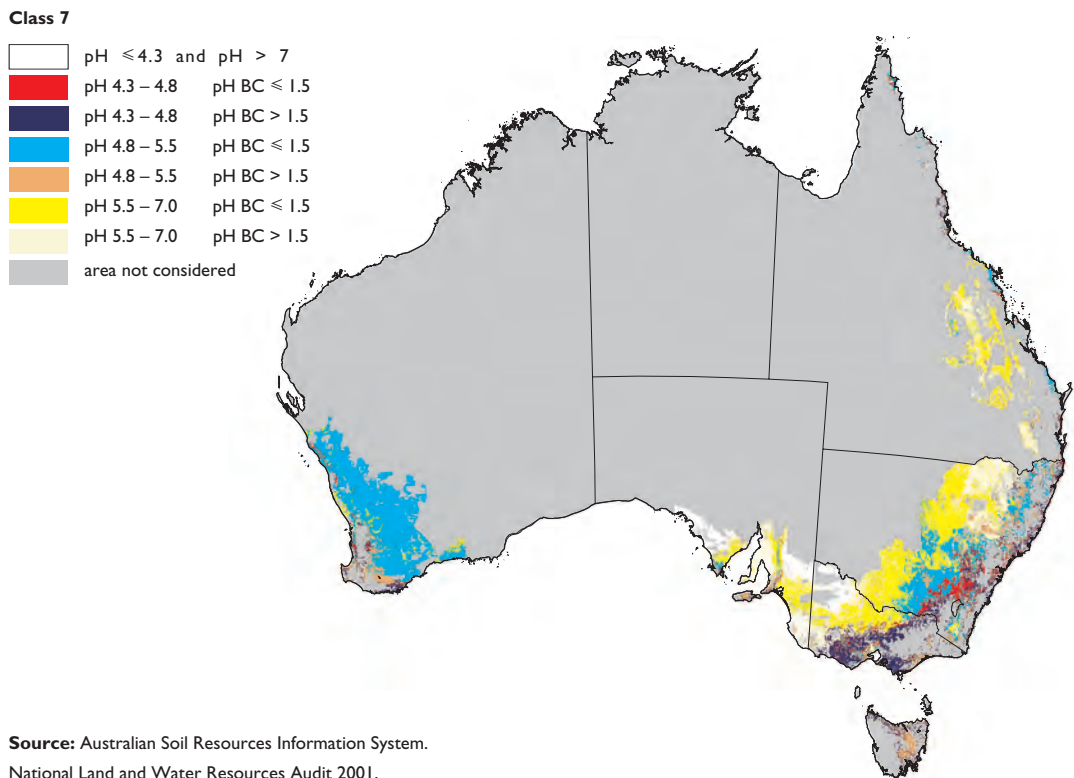 Class 7
pH ≤ 4.3 and pH > 7
pH 4.3 – 4.8 pH BC ≤ 1.5
pH 4.3 – 4.8 pH BC > 1.5
pH 4.8 – 5.5 pH BC ≤ 1.5
pH 4.8 – 5.5 pH BC > 1.5
pH 5.5 – 7.0 pH BC ≤ 1.5
pH 5.5 – 7.0 pH BC > 1.5
area not considered
Source: Australian Soil Resources Information System.
National Land and Water Resources Audit 2001.